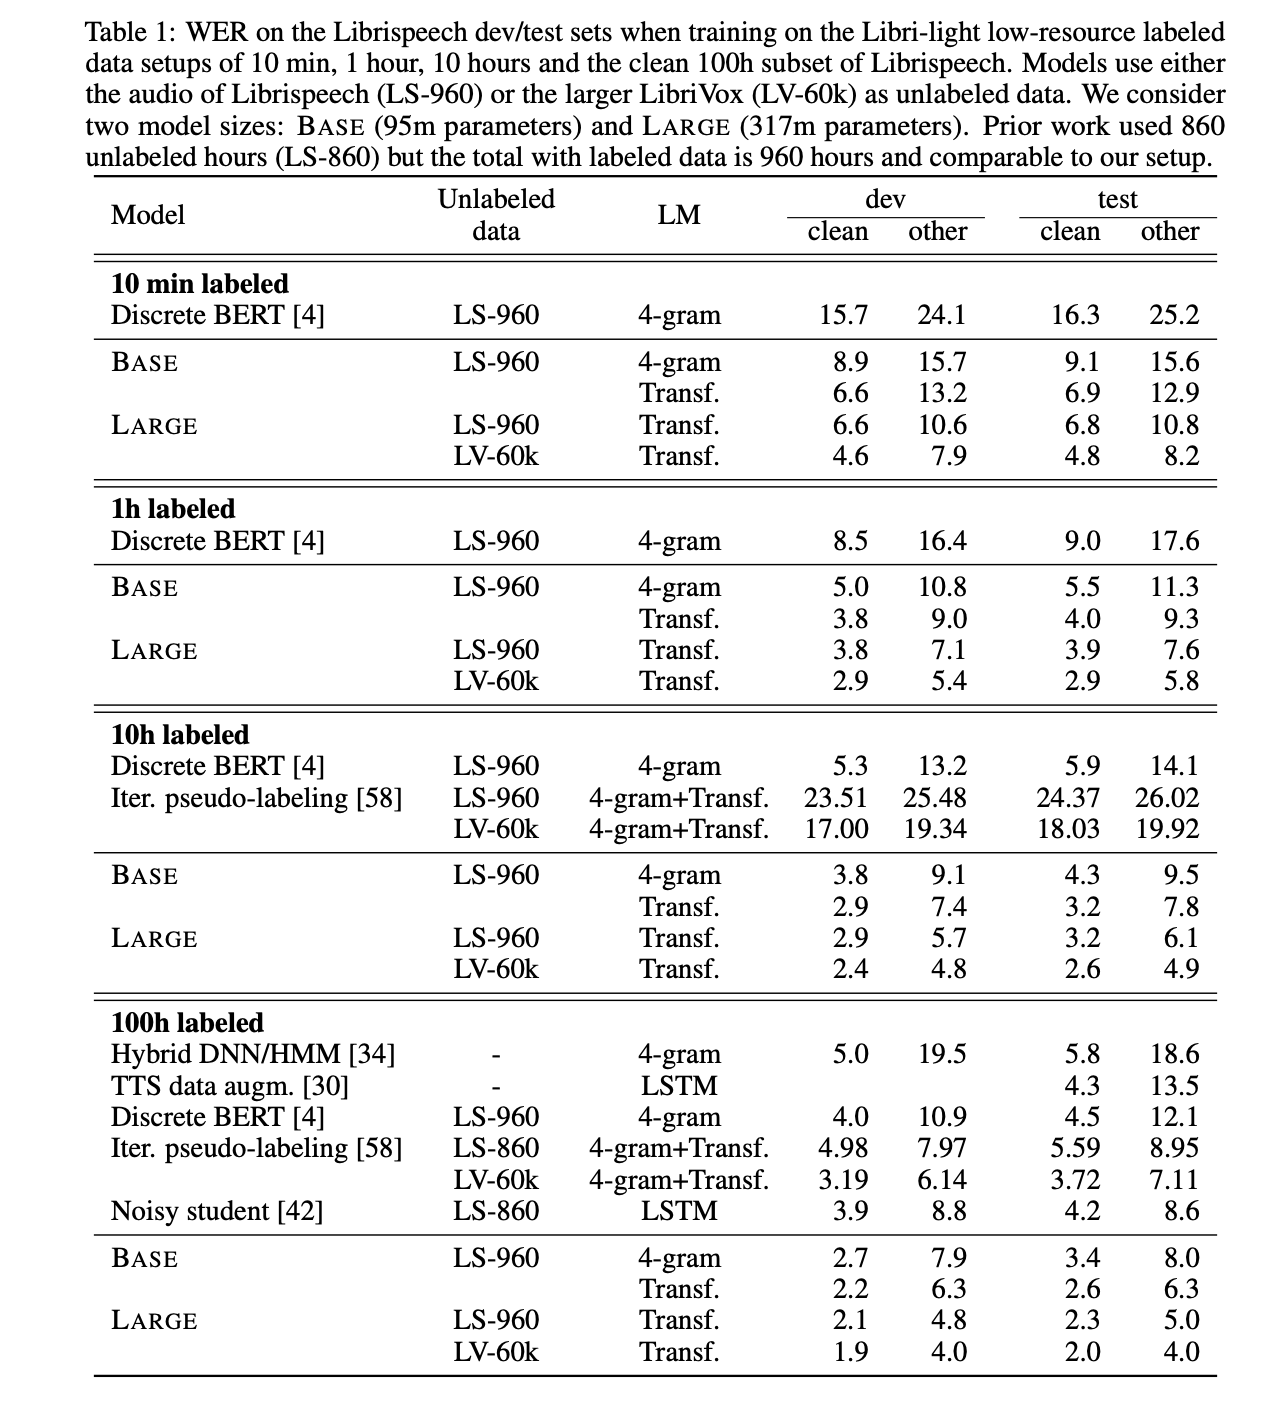 Table 1: WER on the Librispeech dev/test sets when training on the Libri-light low-resource labeled
data setups of 10 min, 1 hour, 10 hours and the clean 100h subset of Librispeech. Models use either
the audio of Librispeech (LS-960) or the larger LibriVox (LV-60k) as unlabeled data. We consider
two model sizes: BASE (95m parameters) and LARGE (317m parameters). Prior work used 860
unlabeled hours (LS-860) but the total with labeled data is 960 hours and comparable to our setup.
Model Unlabeled data LM dev test
clean other clean other
10 min labeled
Discrete BERT [4] LS-960 4-gram 15.7 24.1 16.3 25.2
BASE LS-960 4-gram 8.9 15.7 9.1 15.6
Transf. 6.6 13.2 6.9 12.9
LARGE LS-960 Transf. 6.6 10.6 6.8 10.8
LV-60k Transf. 4.6 7.9 4.8 8.2
1h labeled
Discrete BERT [4] LS-960 4-gram 8.5 16.4 9.0 17.6
BASE LS-960 4-gram 5.0 10.8 5.5 11.3
Transf. 3.8 9.0 4.0 9.3
LARGE LS-960 Transf. 3.8 7.1 3.9 7.6
LV-60k Transf. 2.9 5.4 2.9 5.8
10h labeled
Discrete BERT [4] LS-960 4-gram 5.3 13.2 5.9 14.1
Iter. pseudo-labeling [58] LS-960 4-gram+Transf. 23.51 25.48 24.37 26.02
LV-60k 4-gram+Transf. 17.00 19.34 18.03 19.92
BASE LS-960 4-gram 3.8 9.1 4.3 9.5
Transf. 2.9 7.4 3.2 7.8
LARGE LS-960 Transf. 2.9 5.7 3.2 6.1
LV-60k Transf. 2.4 4.8 2.6 4.9
100h labeled
Hybrid DNN/HMM [34] - 4-gram 5.0 19.5 5.8 18.6
TTS data augm. [30] - LSTM 4.3 13.5
Discrete BERT [4] LS-960 4-gram 4.0 10.9 4.5 12.1
Iter. pseudo-labeling [58] LS-860 4-gram+Transf. 4.98 7.97 5.59 8.95
LV-60k 4-gram+Transf. 3.19 6.14 3.72 7.11
Noisy student [42] LS-860 LSTM 3.9 8.8 4.2 8.6
BASE LS-960 4-gram 2.7 7.9 3.4 8.0
Transf. 2.2 6.3 2.6 6.3
LARGE LS-960 Transf. 2.1 4.8 2.3 5.0
LV-60k Transf. 1.9 4.0 2.0 4.0